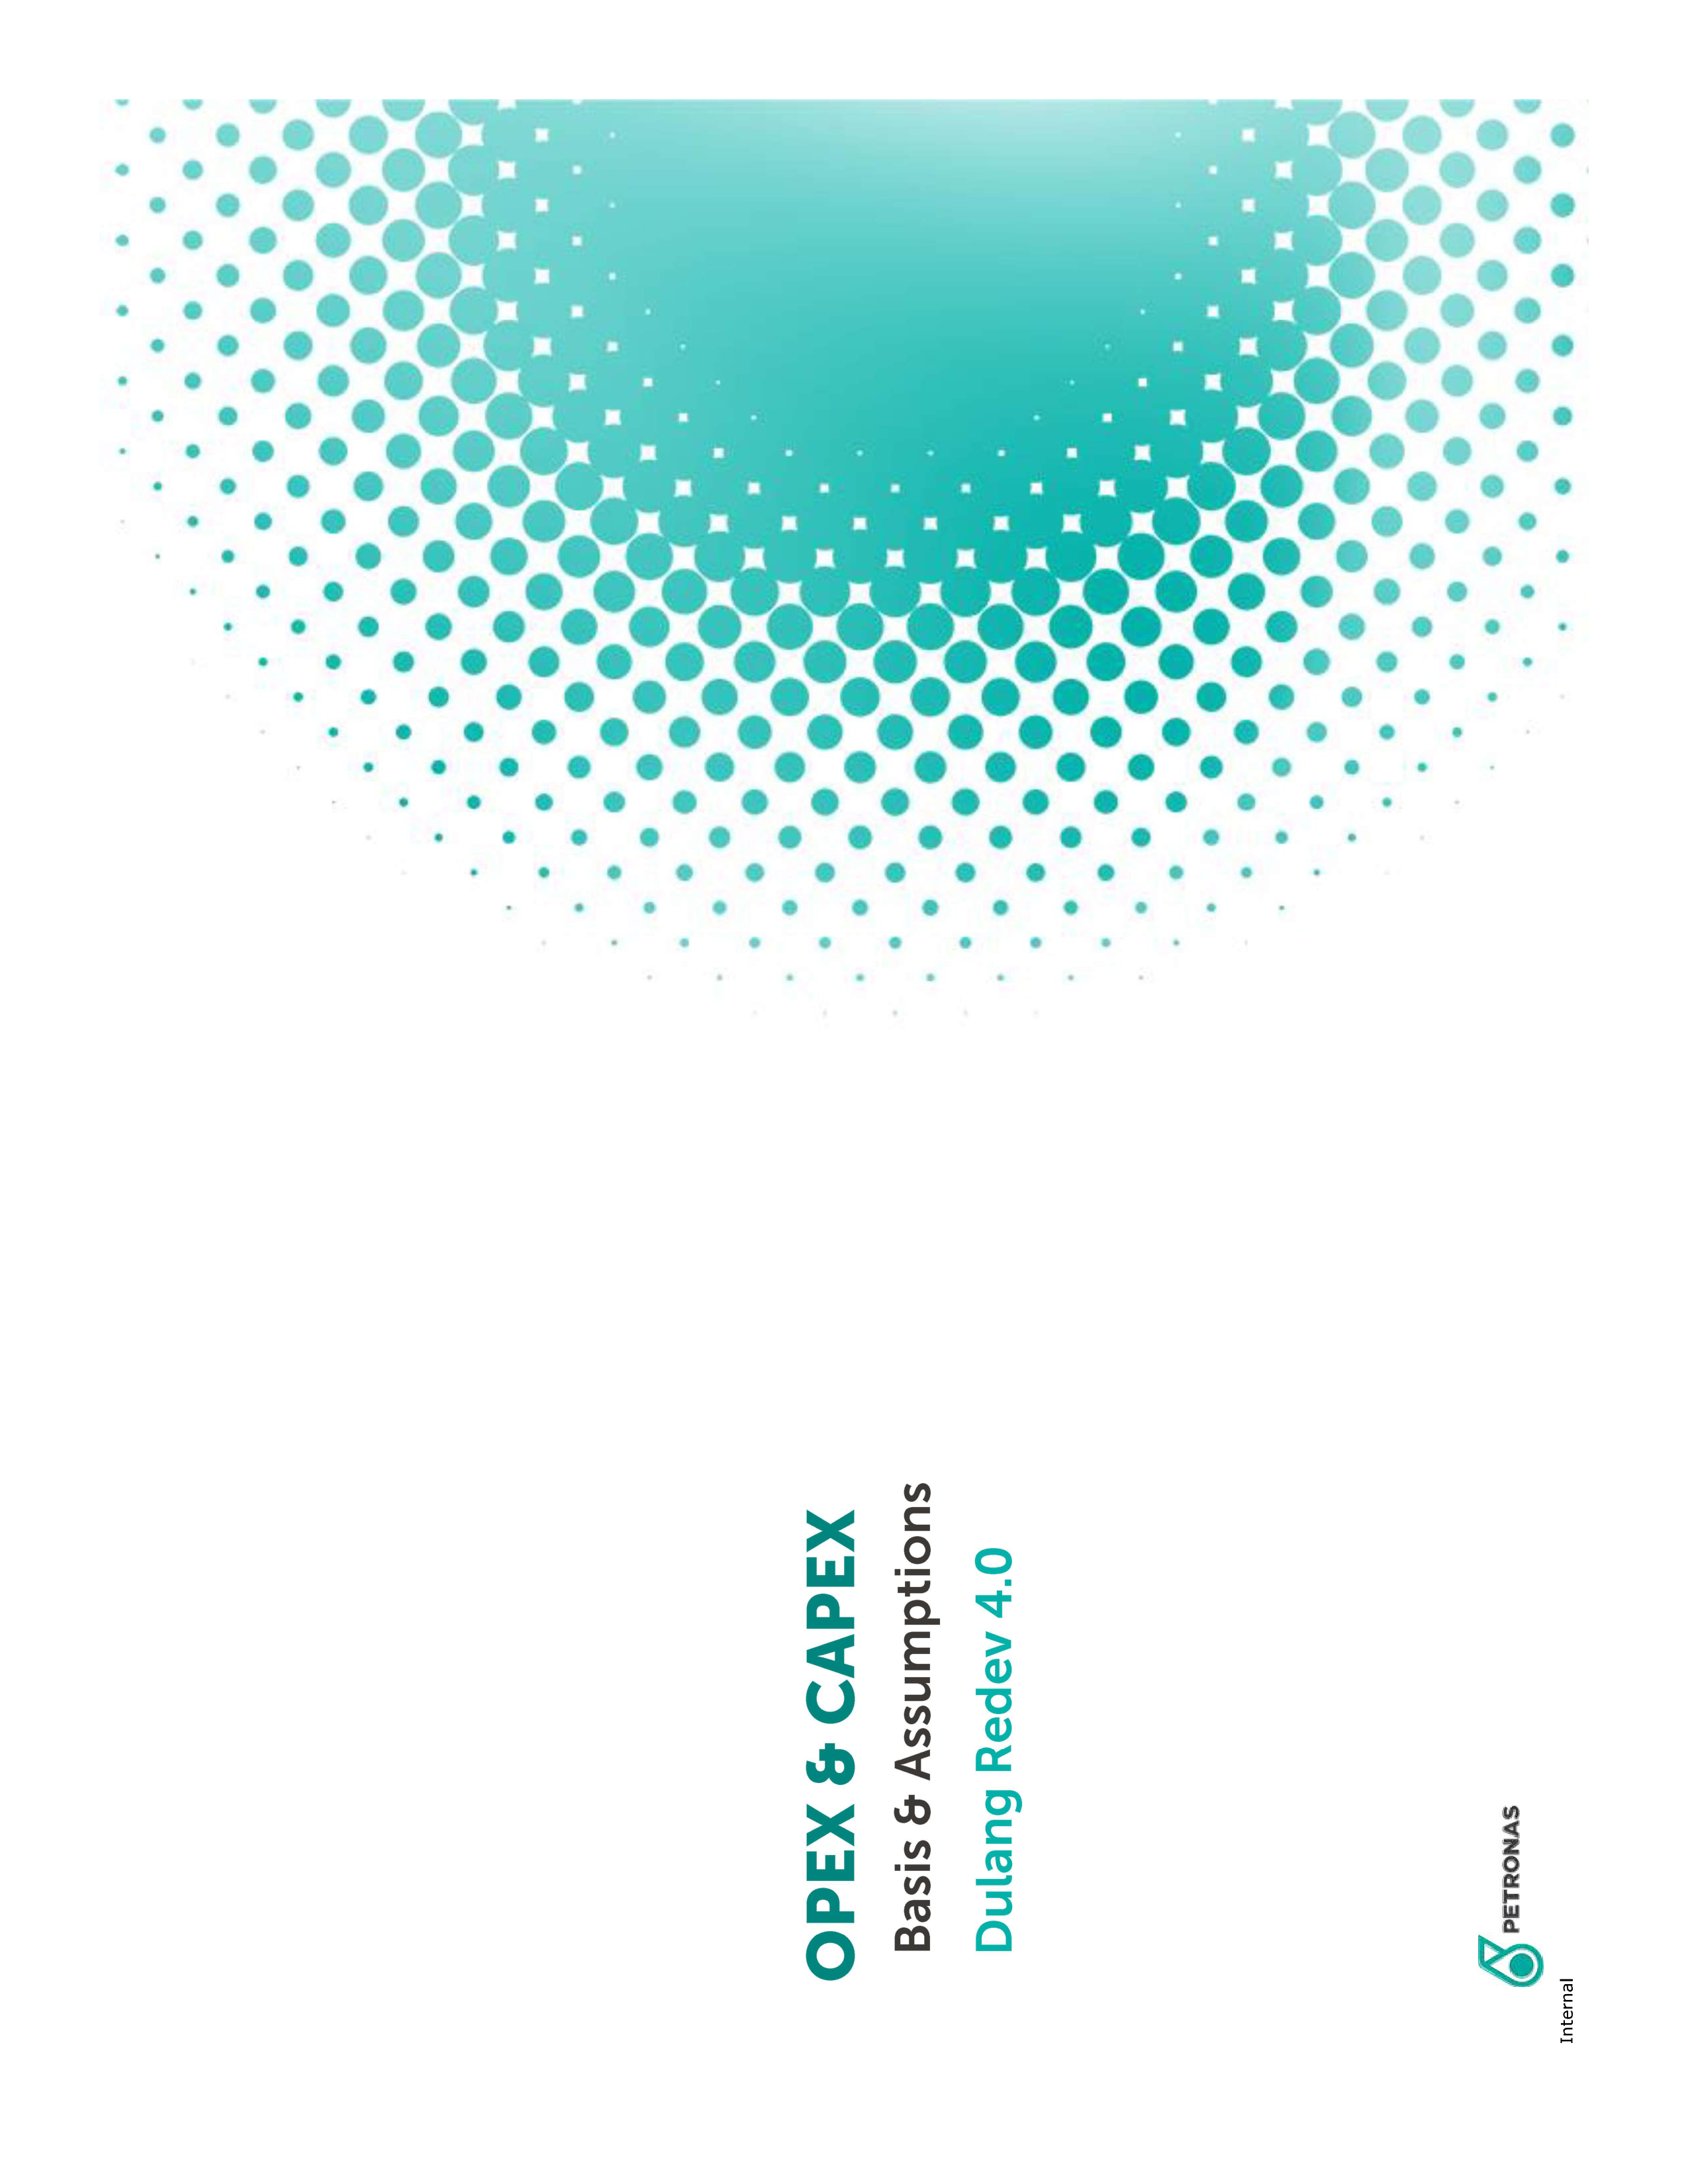 OPEX & CAPEX
Basis & Assumptions
Dulang Redev 4.0
PETRONAS
Internal